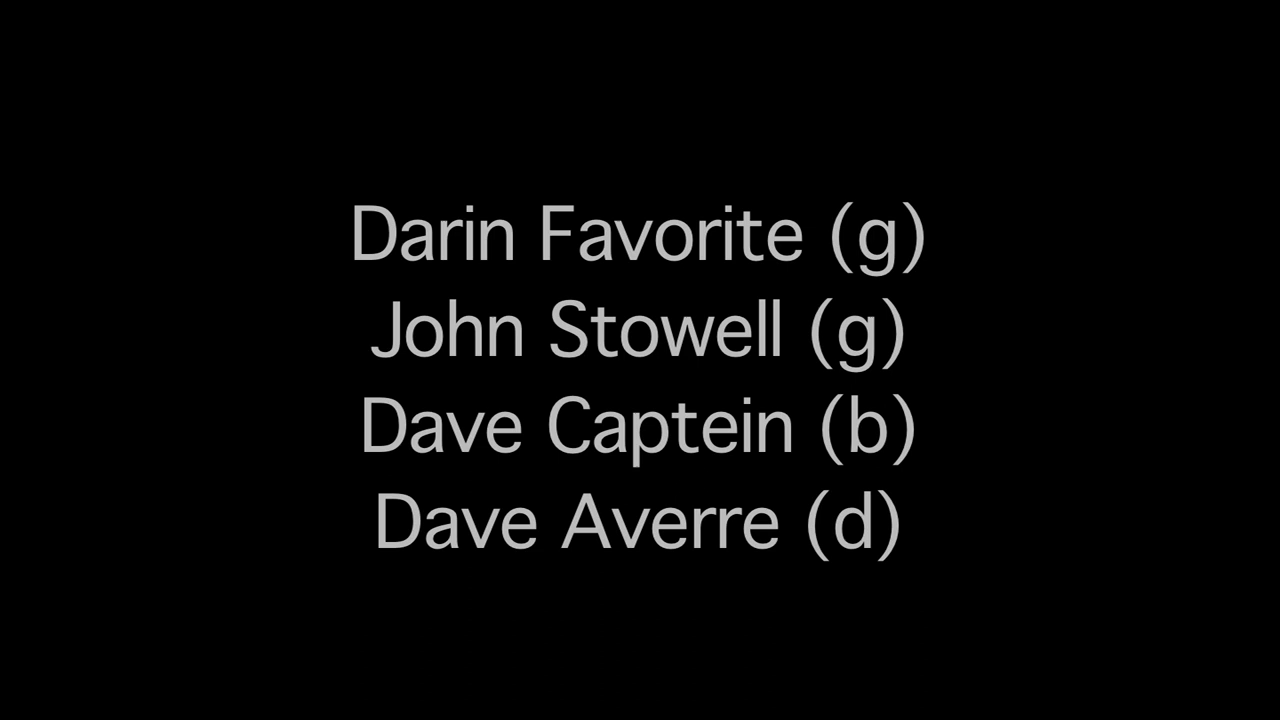 Darin Favorite (g)
John Stowell (g)
Dave Captein (b)
Dave Averre (d)